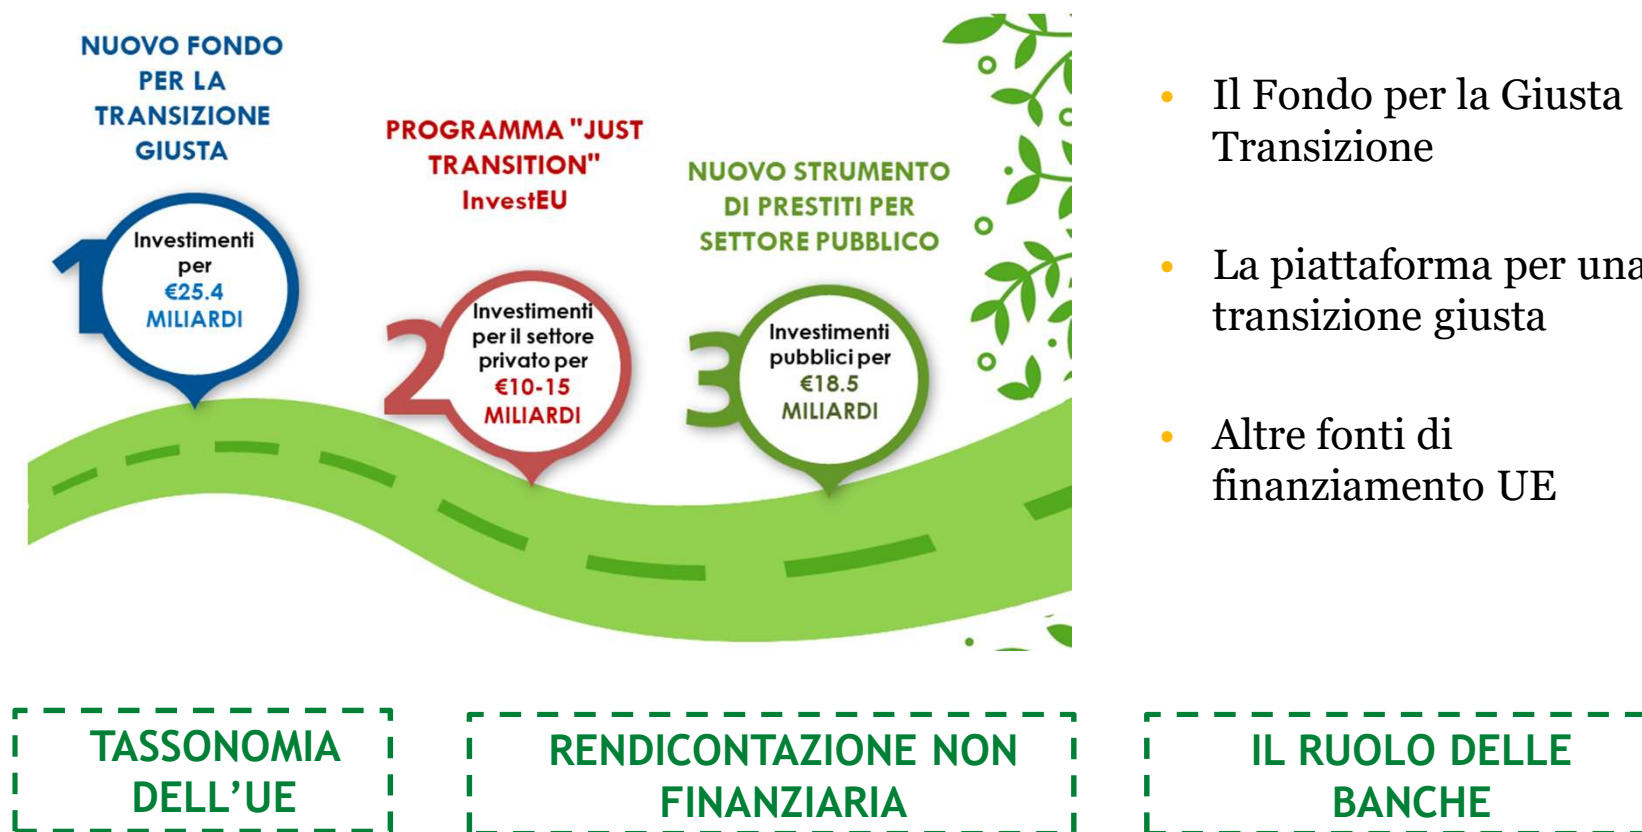 NUOVO FONDO
PER LA
TRANSIZIONE
GIUSTA
1
Investimenti
per
€25.4
MILIARDI
PROGRAMMA "JUST
TRANSITION"
InvestEU
2
Investimenti
per il settore
privato per
€10-15
MILIARDI
NUOVO STRUMENTO
DI PRESTITI PER
SETTORE PUBBLICO
3
Investimenti
pubblici per
€18.5
MILIARDI
• Il Fondo per la Giusta
Transizione
• La piattaforma per una
transizione giusta
• Altre fonti di
finanziamento UE
TASSONOMIA
DELL’UE
RENDICONTAZIONE NON
FINANZIARIA
IL RUOLO DELLE
BANCHE